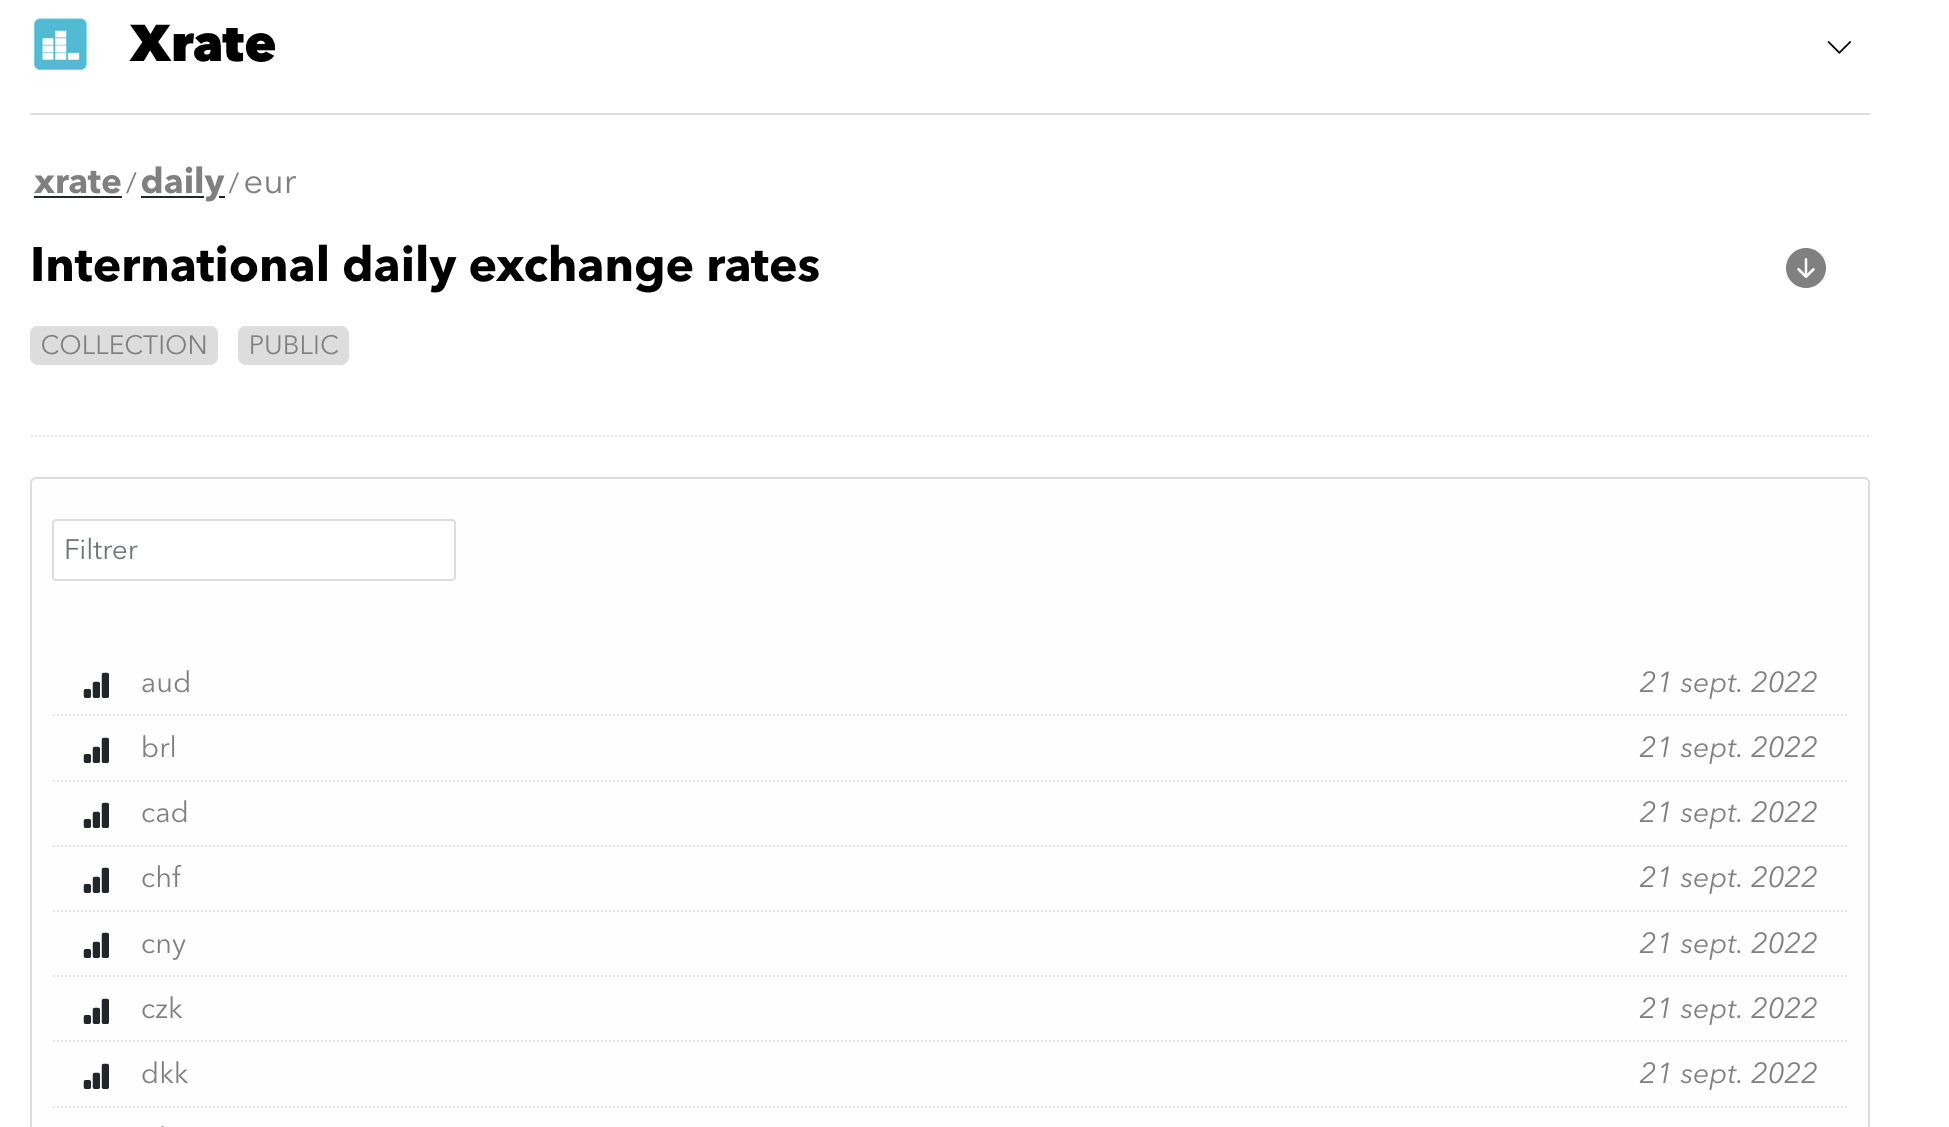 Xrate
xrate/daily/eur
International daily exchange rates
COLLECTION PUBLIC
Filtrer
aud 21 sept. 2022
brl 21 sept. 2022
cad 21 sept. 2022
chf 21 sept. 2022
cny 21 sept. 2022
czk 21 sept. 2022
dkk 21 sept. 2022